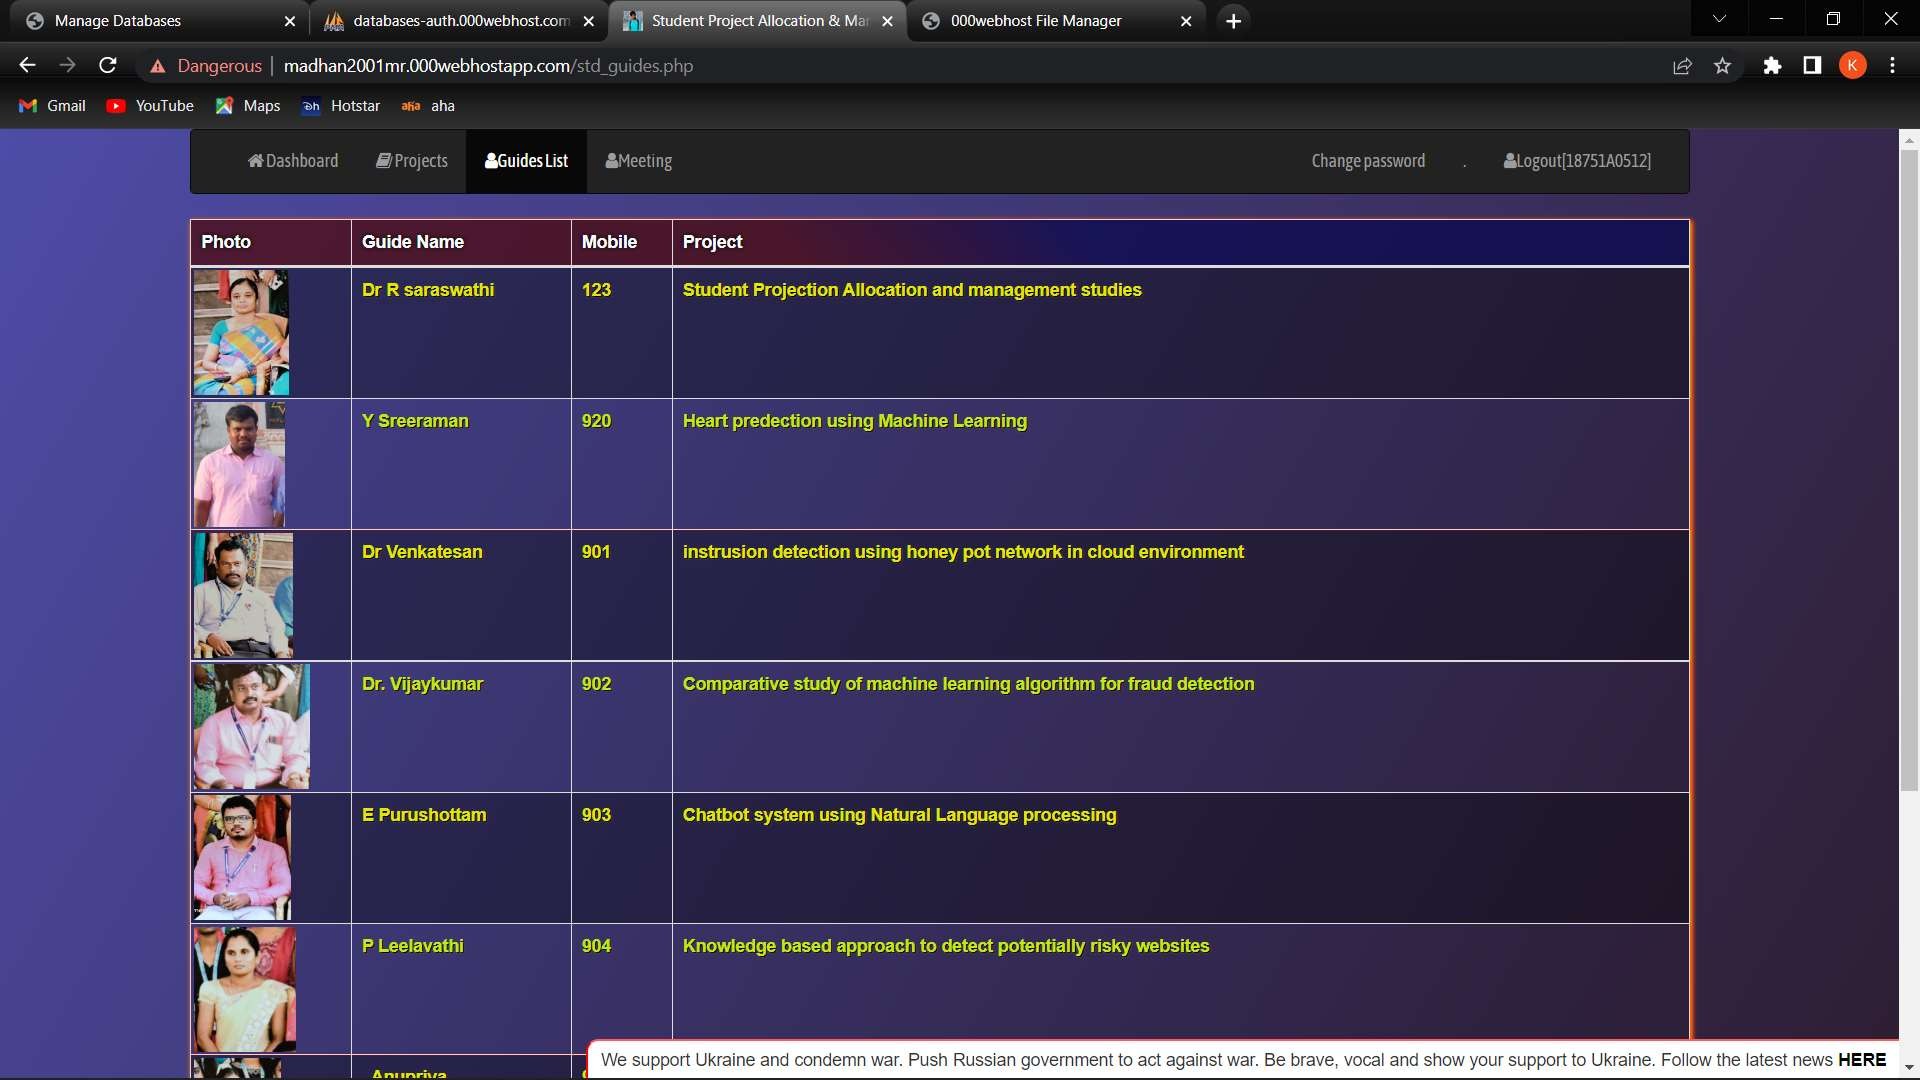 Manage Databases
databases-auth.000webhost.com
Student Project Allocation & Mar
000webhost File Manager
Dangerous | madhan2001mr.000webhostapp.com/std_guides.php
K
Gmail YouTube Maps Hotstar aha
Dashboard Projects Guides List Meeting Change password . Logout[18751A0512]
Photo Guide Name Mobile Project
Dr R saraswathi 123 Student Projection Allocation and management studies
Y Sreeraman 920 Heart predection using Machine Learning
Dr Venkatesan 901 instrusion detection using honey pot network in cloud environment
Dr. Vijaykumar 902 Comparative study of machine learning algorithm for fraud detection
E Purushottam 903 Chatbot system using Natural Language processing
P Leelavathi 904 Knowledge based approach to detect potentially risky websites
Anupriya
We support Ukraine and condemn war. Push Russian government to act against war. Be brave, vocal and show your support to Ukraine. Follow the latest news HERE